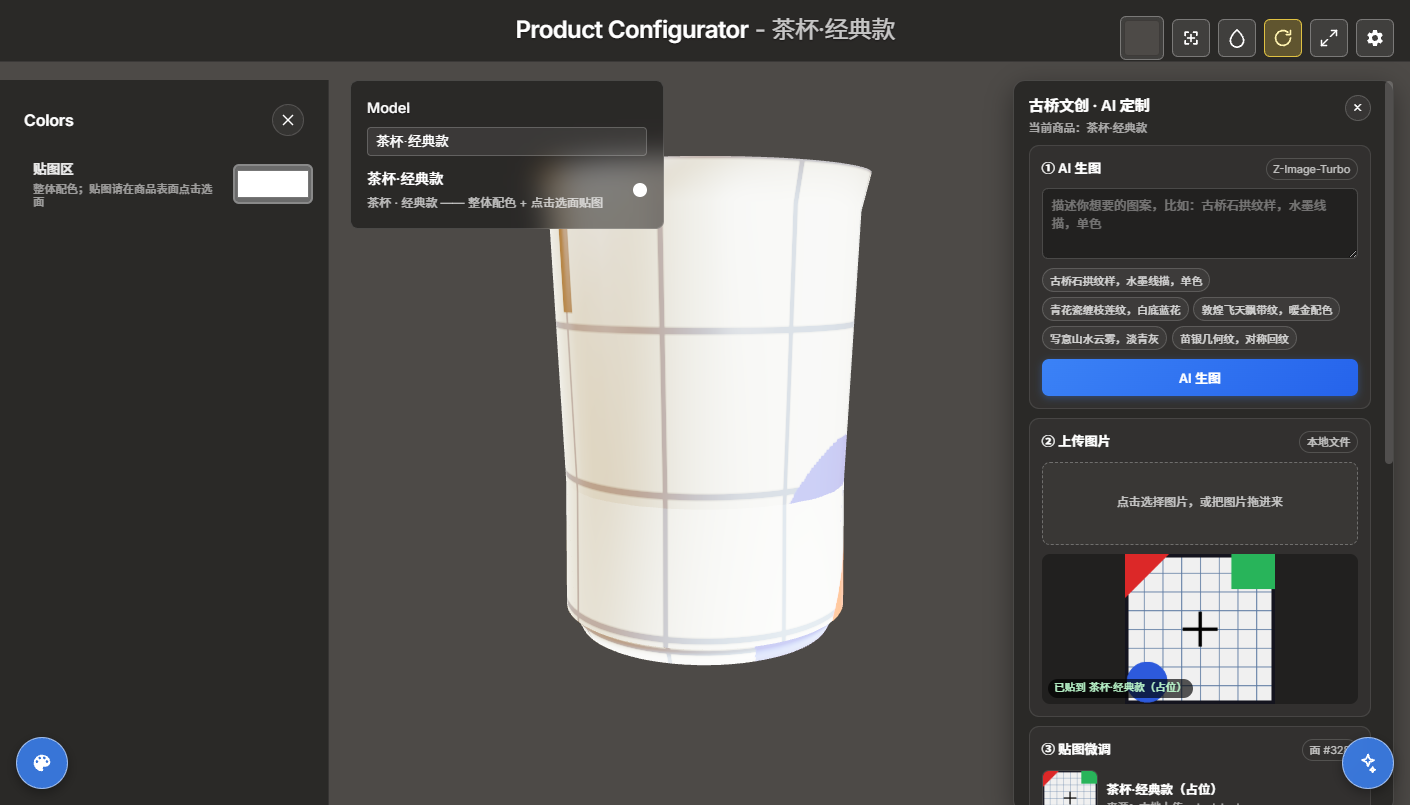 Product Configurator - 茶杯·经典款
Colors
贴图区
整体配色；贴图请在商品表面点击选
面
Model
茶杯·经典款
茶杯·经典款
茶杯 · 经典款 —— 整体配色 + 点击选面贴图
古桥文创 · AI 定制
当前商品：茶杯·经典款
① AI 生图
Z-Image-Turbo
描述你想要的图案，比如：古桥石拱纹样，水墨线
描，单色
古桥石拱纹样，水墨线描，单色
青花瓷缠枝莲纹，白底蓝花
敦煌飞天飘带纹，暖金配色
写意山水云雾，淡青灰
苗银几何纹，对称回纹
AI 生图
② 上传图片
本地文件
点击选择图片，或把图片拖进来
已贴到 茶杯·经典款（占位）
③ 贴图微调
面 #32
茶杯·经典款（占位）